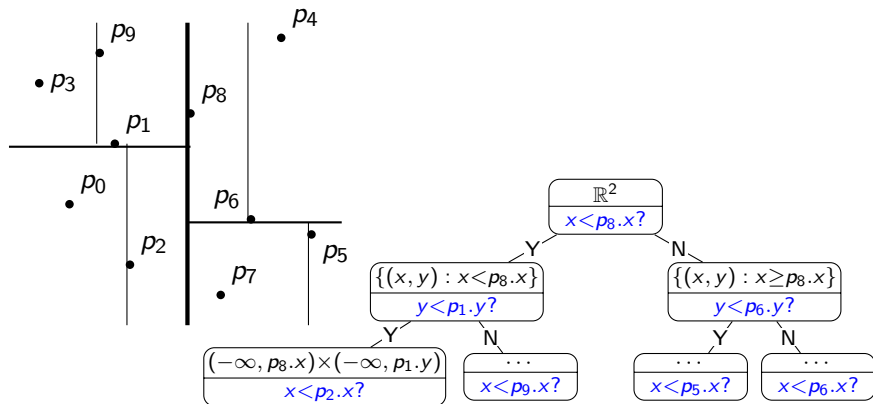 p₉
p₄
p₃
p₈
p₁
p₀
p₆
p₂
p₅
p₇
ℝ²
x<p₈.x?
Y
N
{(x, y) : x<p₈.x}
y<p₁.y?
{(x, y) : x≥p₈.x}
y<p₆.y?
Y
N
Y
N
(−∞, p₈.x)×(−∞, p₁.y)
x<p₂.x?
...
x<p₉.x?
...
x<p₅.x?
...
x<p₆.x?